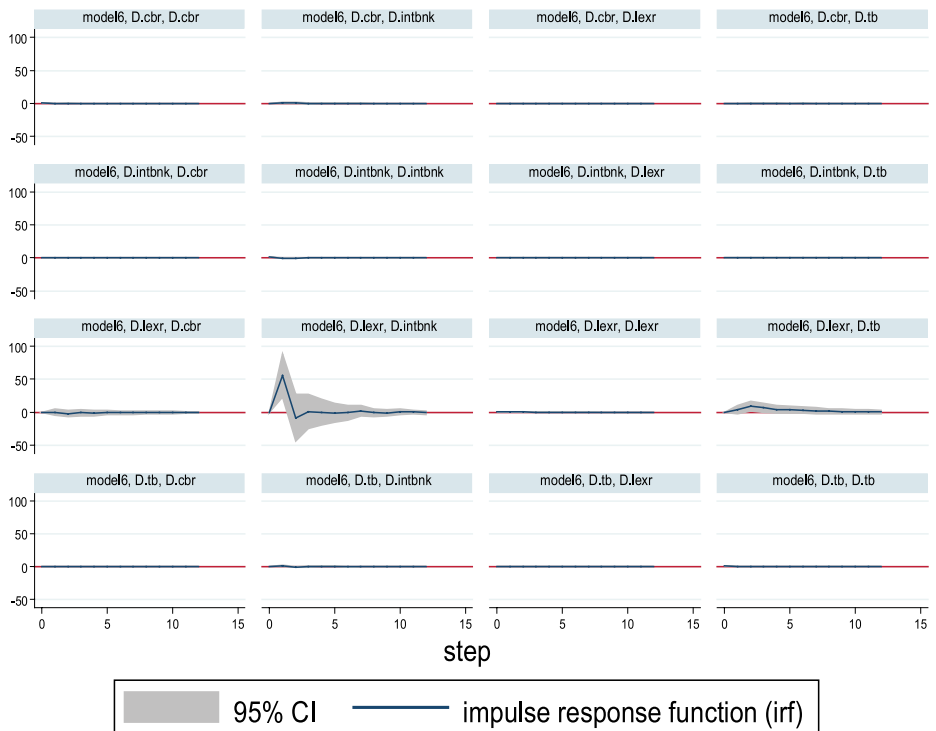 model6, D.cbr, D.cbr model6, D.cbr, D.intbnk model6, D.cbr, D.lexr model6, D.cbr, D.tb
100
50
0
-50
model6, D.intbnk, D.cbr model6, D.intbnk, D.intbnk model6, D.intbnk, D.lexr model6, D.intbnk, D.tb
100
50
0
-50
model6, D.lexr, D.cbr model6, D.lexr, D.intbnk model6, D.lexr, D.lexr model6, D.lexr, D.tb
100
50
0
-50
model6, D.tb, D.cbr model6, D.tb, D.intbnk model6, D.tb, D.lexr model6, D.tb, D.tb
100
50
0
-50
0 5 10 15 0 5 10 15 0 5 10 15 0 5 10 15
step
95% CI impulse response function (irf)